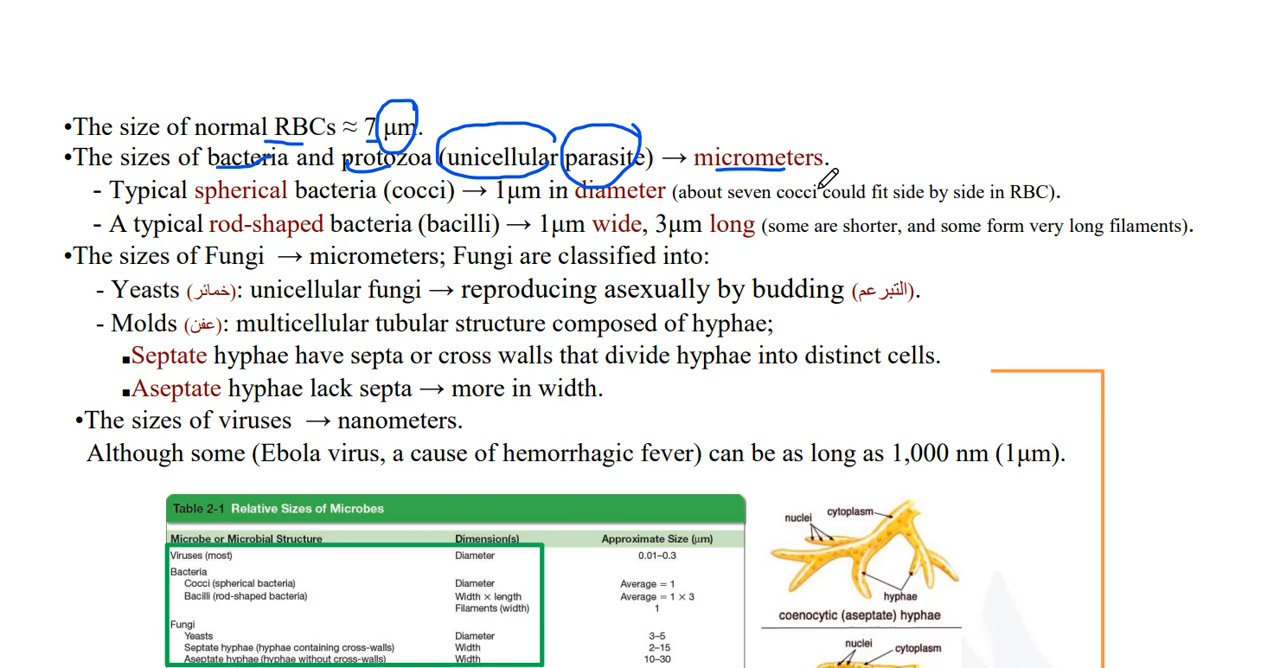 •The size of normal RBCs ≈ 7 µm.
•The sizes of bacteria and protozoa (unicellular parasite) → micrometers.
- Typical spherical bacteria (cocci) → 1µm in diameter (about seven cocci could fit side by side in RBC).
- A typical rod-shaped bacteria (bacilli) → 1µm wide, 3µm long (some are shorter, and some form very long filaments).
•The sizes of Fungi → micrometers; Fungi are classified into:
- Yeasts (خمائر): unicellular fungi → reproducing asexually by budding (التبرعم).
- Molds (عفن): multicellular tubular structure composed of hyphae;
▪Septate hyphae have septa or cross walls that divide hyphae into distinct cells.
▪Aseptate hyphae lack septa → more in width.
•The sizes of viruses → nanometers.
Although some (Ebola virus, a cause of hemorrhagic fever) can be as long as 1,000 nm (1µm).
Table 2-1 Relative Sizes of Microbes
Microbe or Microbial Structure Dimension(s) Approximate Size (µm)
Viruses (most) Diameter 0.01–0.3
Bacteria
Cocci (spherical bacteria) Diameter Average = 1
Bacilli (rod-shaped bacteria) Width × length Average = 1 × 3
Filaments (width) 1
Fungi
Yeasts Diameter 3–5
Septate hyphae (hyphae containing cross-walls) Width 2–15
Aseptate hyphae (hyphae without cross-walls) Width 10–30
nuclei cytoplasm
hyphae
coenocytic (aseptate) hyphae
nuclei cytoplasm